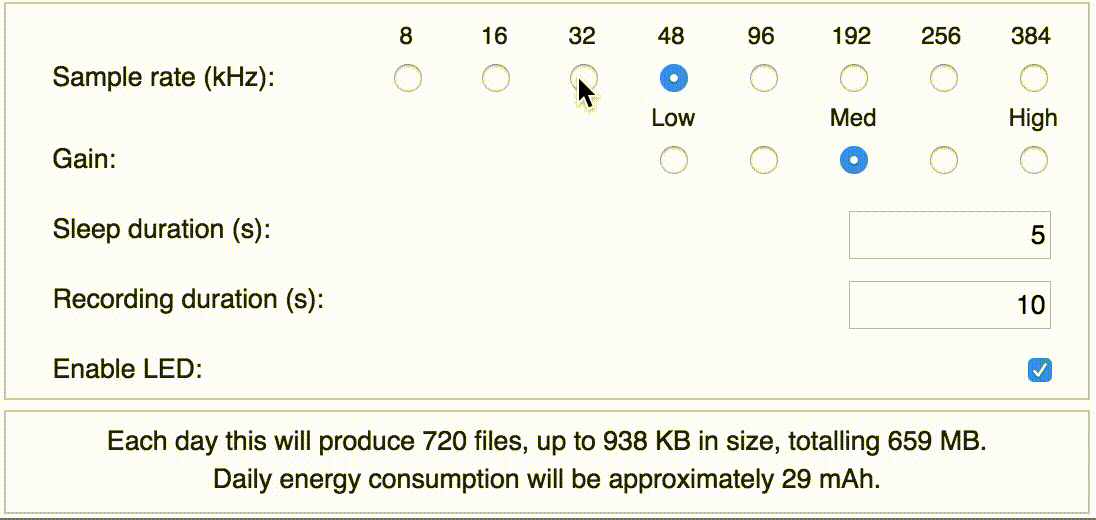 8 16 32 48 96 192 256 384
Sample rate (kHz):
Low Med High
Gain:
Sleep duration (s): 5
Recording duration (s): 10
Enable LED:
Each day this will produce 720 files, up to 938 KB in size, totalling 659 MB.
Daily energy consumption will be approximately 29 mAh.